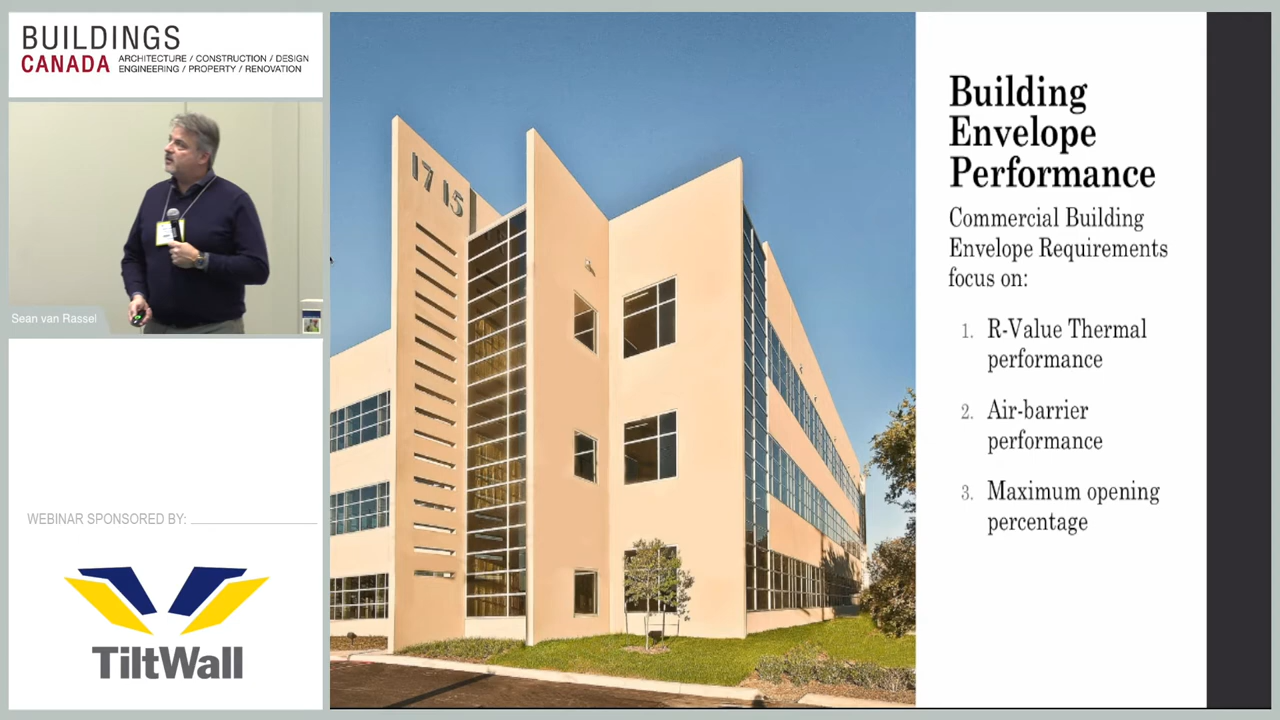 BUILDINGS
CANADA
ARCHITECTURE / CONSTRUCTION / DESIGN
ENGINEERING / PROPERTY / RENOVATION
Sean van Rassel
WEBINAR SPONSORED BY:
TiltWall
1715
Building
Envelope
Performance
Commercial Building
Envelope Requirements
focus on:
1. R-Value Thermal
performance
2. Air-barrier
performance
3. Maximum opening
percentage